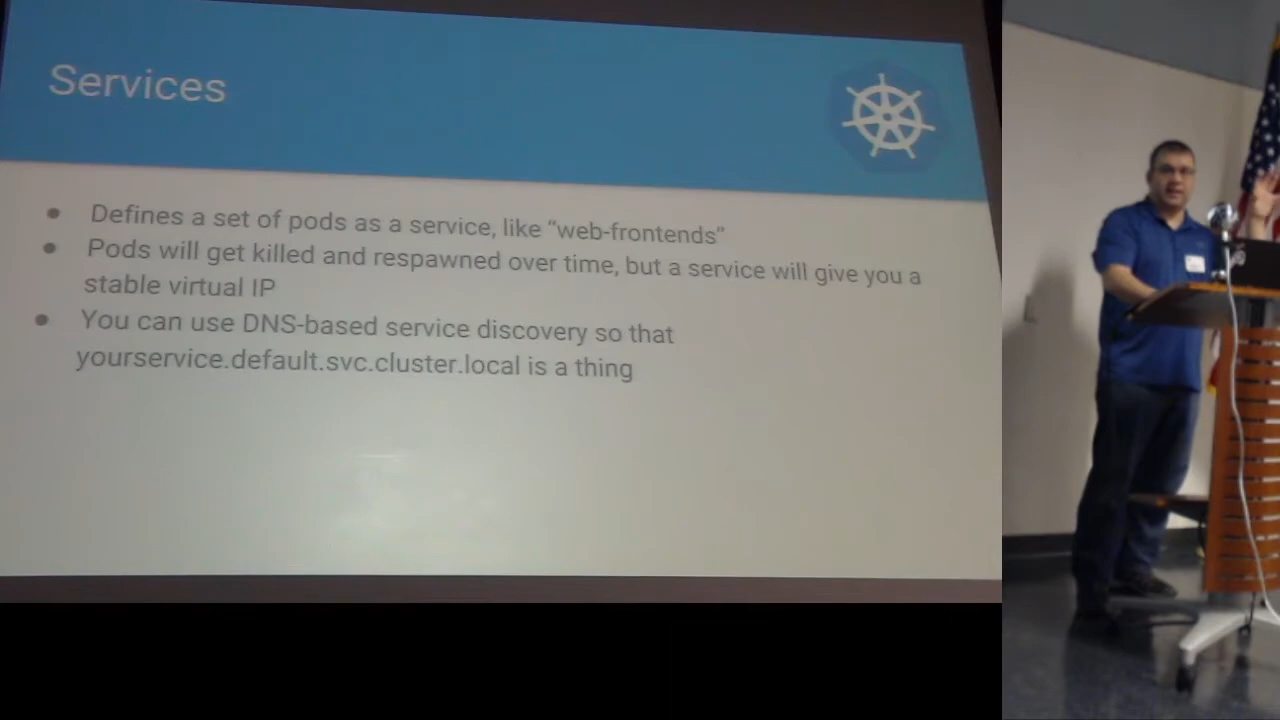 Services
Defines a set of pods as a service, like “web-frontends”
Pods will get killed and respawned over time, but a service will give you a
stable virtual IP
You can use DNS-based service discovery so that
yourservice.default.svc.cluster.local is a thing